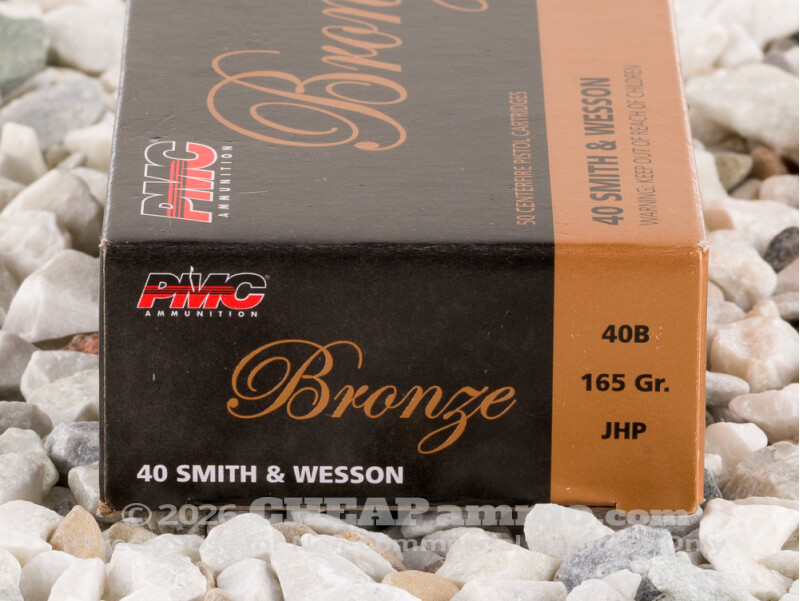 Bronze
PMC
AMMUNITION
50 CENTERFIRE PISTOL CARTRIDGES
40 SMITH & WESSON
WARNING: KEEP OUT OF REACH OF CHILDREN
PMC®
AMMUNITION
Bronze
40 SMITH & WESSON
40B
165 Gr.
JHP
© 2026 CHEAPammo.com